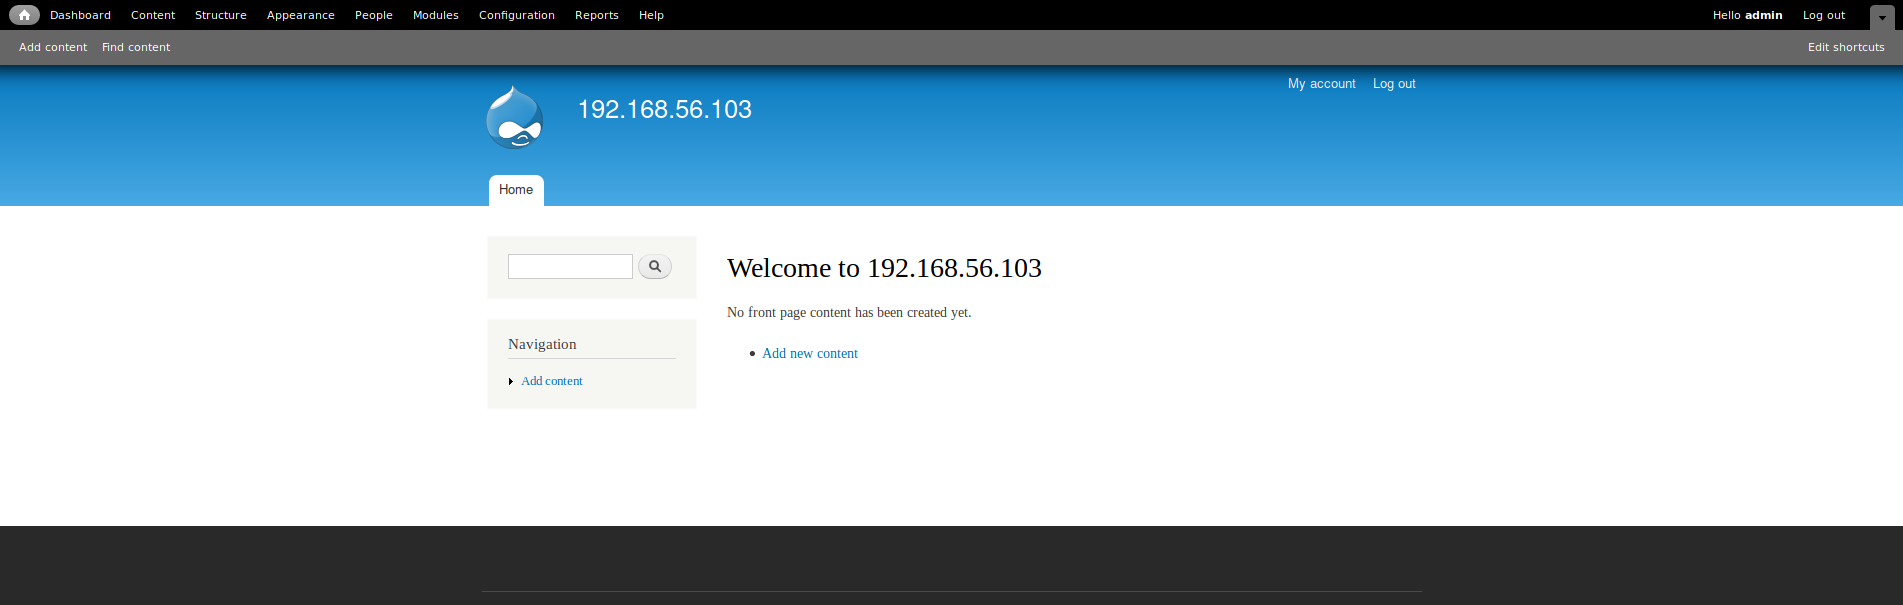 Dashboard Content Structure Appearance People Modules Configuration Reports Help Hello admin Log out
Add content Find content Edit shortcuts
My account Log out
192.168.56.103
Home
Welcome to 192.168.56.103
No front page content has been created yet.
Add new content
Navigation
Add content